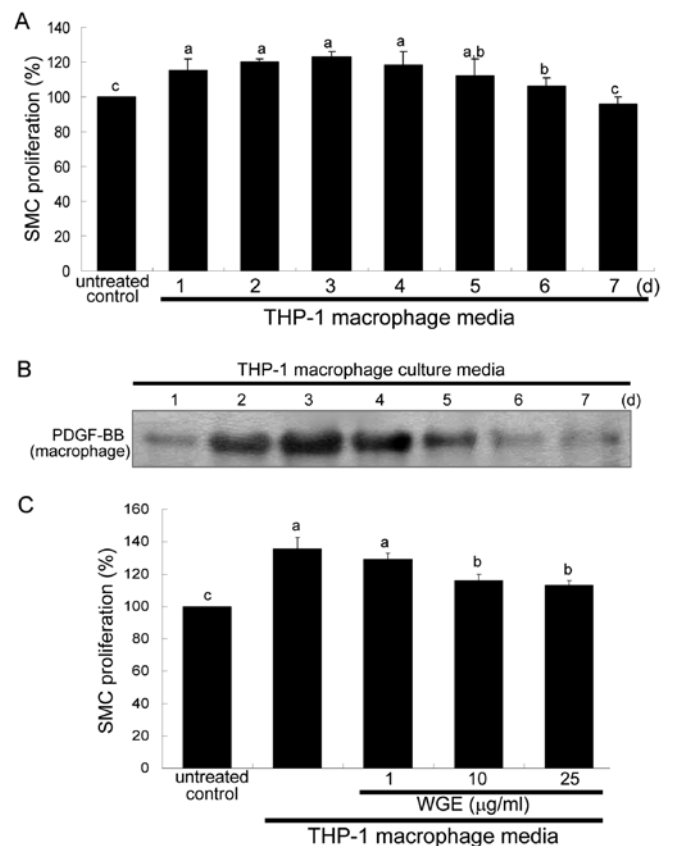 A
SMC proliferation (%)
140
120
100
80
60
40
20
0
c
a
a
a
a
a,b
b
c
untreated
control
1 2 3 4 5 6 7 (d)
THP-1 macrophage media
B
THP-1 macrophage culture media
1 2 3 4 5 6 7 (d)
PDGF-BB
(macrophage)
C
SMC proliferation (%)
160
140
120
100
80
60
40
20
0
c
a
a
b
b
untreated
control
1 10 25
WGE (μg/ml)
THP-1 macrophage media